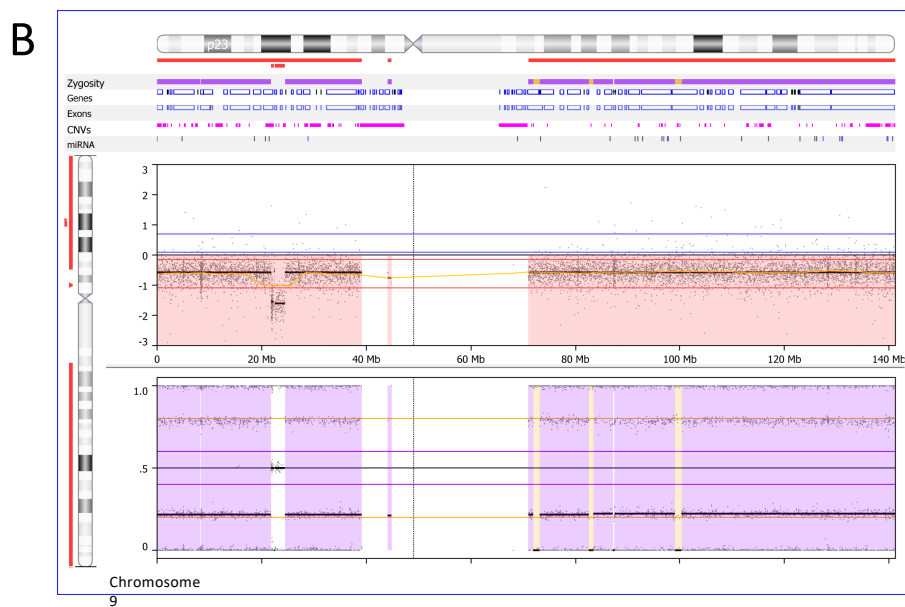 B
p23
Zygosity
Genes
Exons
CNVs
miRNA
3
2
1
0
-1
-2
-3
0 20 Mb 40 Mb 60 Mb 80 Mb 100 Mb 120 Mb 140 Mb
1.0
.5
0
Chromosome
9